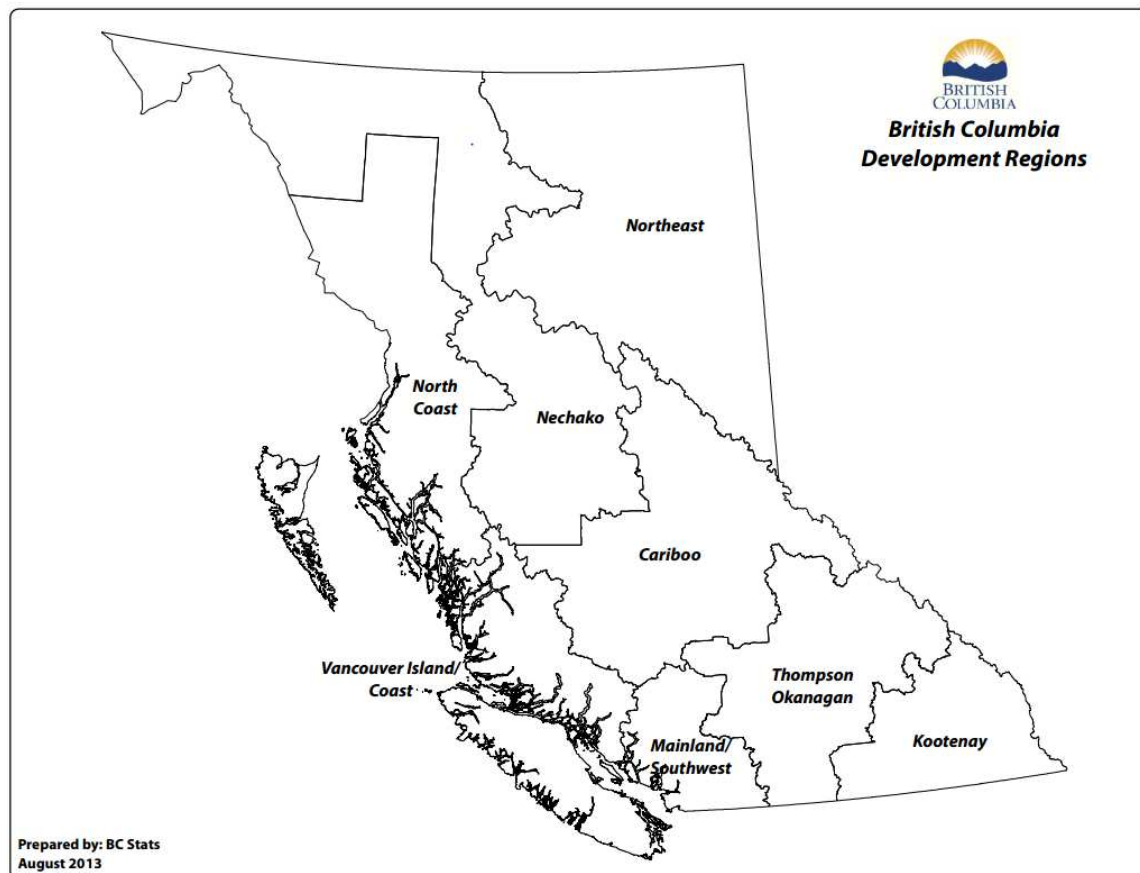 BRITISH
COLUMBIA
British Columbia
Development Regions
Northeast
North
Coast
Nechako
Cariboo
Vancouver Island/
Coast
Thompson
Okanagan
Mainland/
Southwest
Kootenay
Prepared by: BC Stats
August 2013